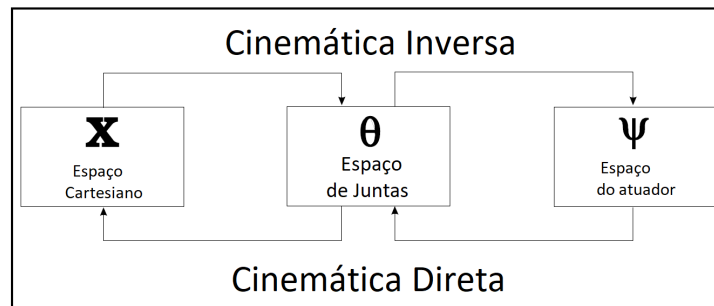 Cinemática Inversa
x
Espaço
Cartesiano
θ
Espaço
de Juntas
ψ
Espaço
do atuador
Cinemática Direta